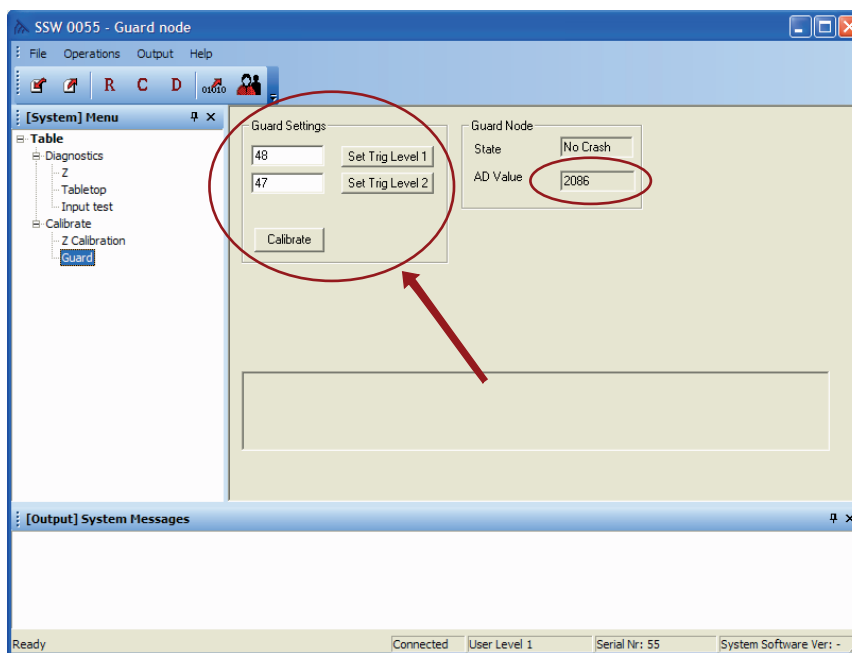 SSW 0055 - Guard node
File Operations Output Help
R C D 01010
[System] Menu
Table
Diagnostics
Z
Tabletop
Input test
Calibrate
Z Calibration
Guard
Guard Settings
48 Set Trig Level 1
47 Set Trig Level 2
Calibrate
Guard Node
State No Crash
AD Value 2086
[Output] System Messages
Ready Connected User Level 1 Serial Nr: 55 System Software Ver: -